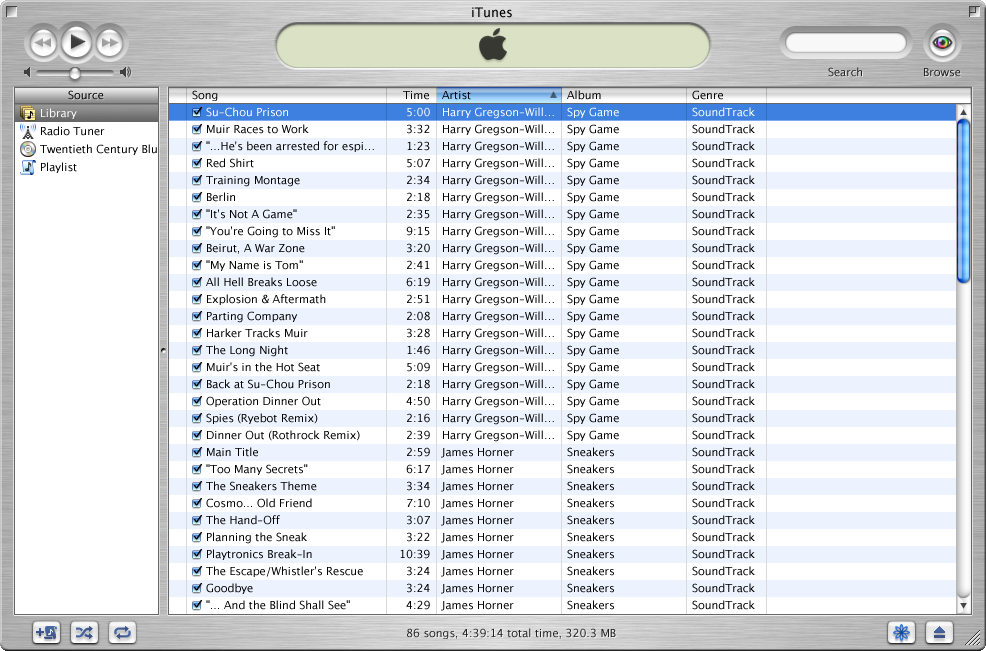 iTunes
Search
Browse
Source
Library
Radio Tuner
Twentieth Century Blu
Playlist
Song Time Artist Album Genre
Su-Chou Prison 5:00 Harry Gregson-Will... Spy Game SoundTrack
Muir Races to Work 3:32 Harry Gregson-Will... Spy Game SoundTrack
"...He's been arrested for espi... 1:23 Harry Gregson-Will... Spy Game SoundTrack
Red Shirt 5:07 Harry Gregson-Will... Spy Game SoundTrack
Training Montage 2:34 Harry Gregson-Will... Spy Game SoundTrack
Berlin 2:18 Harry Gregson-Will... Spy Game SoundTrack
"It's Not A Game" 2:35 Harry Gregson-Will... Spy Game SoundTrack
"You're Going to Miss It" 9:15 Harry Gregson-Will... Spy Game SoundTrack
Beirut, A War Zone 3:20 Harry Gregson-Will... Spy Game SoundTrack
"My Name is Tom" 2:41 Harry Gregson-Will... Spy Game SoundTrack
All Hell Breaks Loose 6:19 Harry Gregson-Will... Spy Game SoundTrack
Explosion & Aftermath 2:51 Harry Gregson-Will... Spy Game SoundTrack
Parting Company 2:08 Harry Gregson-Will... Spy Game SoundTrack
Harker Tracks Muir 3:28 Harry Gregson-Will... Spy Game SoundTrack
The Long Night 1:46 Harry Gregson-Will... Spy Game SoundTrack
Muir's in the Hot Seat 5:09 Harry Gregson-Will... Spy Game SoundTrack
Back at Su-Chou Prison 2:18 Harry Gregson-Will... Spy Game SoundTrack
Operation Dinner Out 4:50 Harry Gregson-Will... Spy Game SoundTrack
Spies (Ryebot Remix) 2:16 Harry Gregson-Will... Spy Game SoundTrack
Dinner Out (Rothrock Remix) 2:39 Harry Gregson-Will... Spy Game SoundTrack
Main Title 2:59 James Horner Sneakers SoundTrack
"Too Many Secrets" 6:17 James Horner Sneakers SoundTrack
The Sneakers Theme 3:34 James Horner Sneakers SoundTrack
Cosmo... Old Friend 7:10 James Horner Sneakers SoundTrack
The Hand-Off 3:07 James Horner Sneakers SoundTrack
Planning the Sneak 3:22 James Horner Sneakers SoundTrack
Playtronics Break-In 10:39 James Horner Sneakers SoundTrack
The Escape/Whistler's Rescue 3:24 James Horner Sneakers SoundTrack
Goodbye 3:24 James Horner Sneakers SoundTrack
"... And the Blind Shall See" 4:29 James Horner Sneakers SoundTrack
86 songs, 4:39:14 total time, 320.3 MB